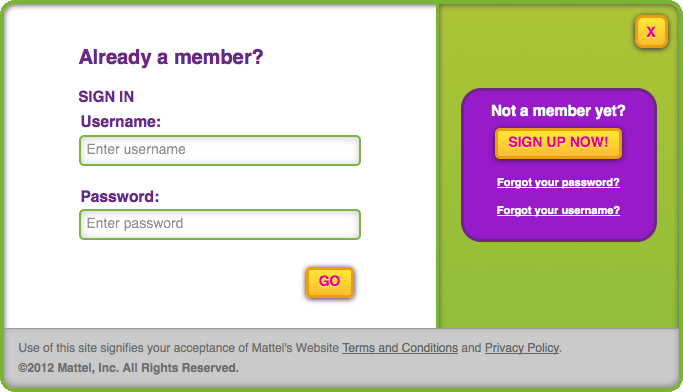 Already a member?
SIGN IN
Username:
Enter username
Password:
Enter password
GO
X
Not a member yet?
SIGN UP NOW!
Forgot your password?
Forgot your username?
Use of this site signifies your acceptance of Mattel's Website Terms and Conditions and Privacy Policy.
©2012 Mattel, Inc. All Rights Reserved.